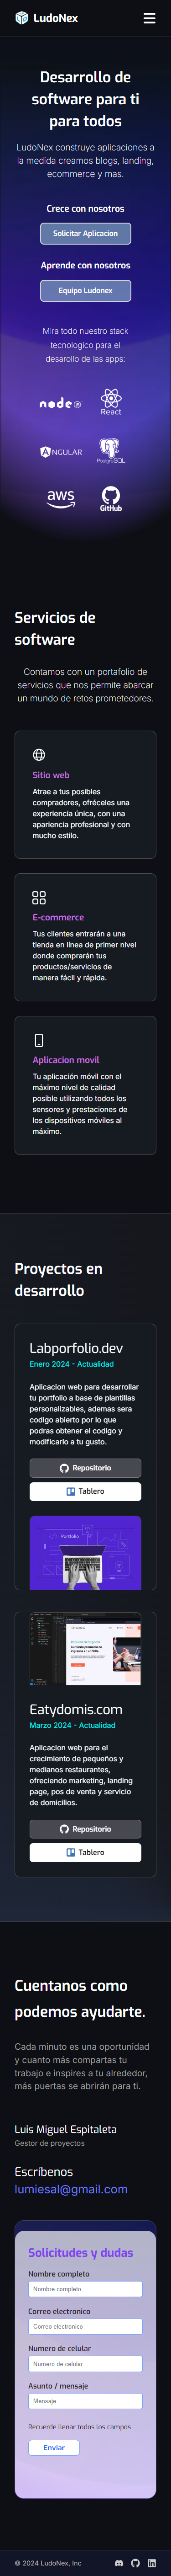 LudoNex
Desarrollo de
software para ti
para todos
LudoNex construye aplicaciones a
la medida creamos blogs, landing,
ecommerce y mas.
Crece con nosotros
Solicitar Aplicacion
Aprende con nosotros
Equipo Ludonex
Mira todo nuestro stack
tecnologico para el
desarollo de las apps:
node
React
ANGULAR
PostgreSQL
aws
GitHub
Servicios de
software
Contamos con un portafolio de
servicios que nos permite abarcar
un mundo de retos prometedores.
Sitio web
Atrae a tus posibles
compradores, ofréceles una
experiencia única, con una
apariencia profesional y con
mucho estilo.
E-commerce
Tus clientes entrarán a una
tienda en línea de primer nivel
donde comprarán tus
productos/servicios de
manera fácil y rápida.
Aplicacion movil
Tu aplicación móvil con el
máximo nivel de calidad
posible utilizando todos los
sensores y prestaciones de
los dispositivos móviles al
máximo.
Proyectos en
desarrollo
Labporfolio.dev
Enero 2024 - Actualidad
Aplicacion web para desarrollar
tu portfolio a base de plantillas
personalizables, ademas sera
codigo abierto por lo que
podras obtener el codigo y
modificarlo a tu gusto.
Repositorio
Tablero
Portfolio
Eatydomis.com
Marzo 2024 - Actualidad
Aplicacion web para el
crecimiento de pequeños y
medianos restaurantes,
ofreciendo marketing, landing
page, pos de venta y servicio
de domicilios.
Repositorio
Tablero
Cuentanos como
podemos ayudarte.
Cada minuto es una oportunidad
y cuanto más compartas tu
trabajo e inspires a tu alrededor,
más puertas se abrirán para ti.
Luis Miguel Espitaleta
Gestor de proyectos
Escríbenos
lumiesal@gmail.com
Solicitudes y dudas
Nombre completo
Nombre completo
Correo electronico
Correo electronico
Numero de celular
Numero de celular
Asunto / mensaje
Mensaje
Recuerde llenar todos los campos
Enviar
© 2024 LudoNex, Inc